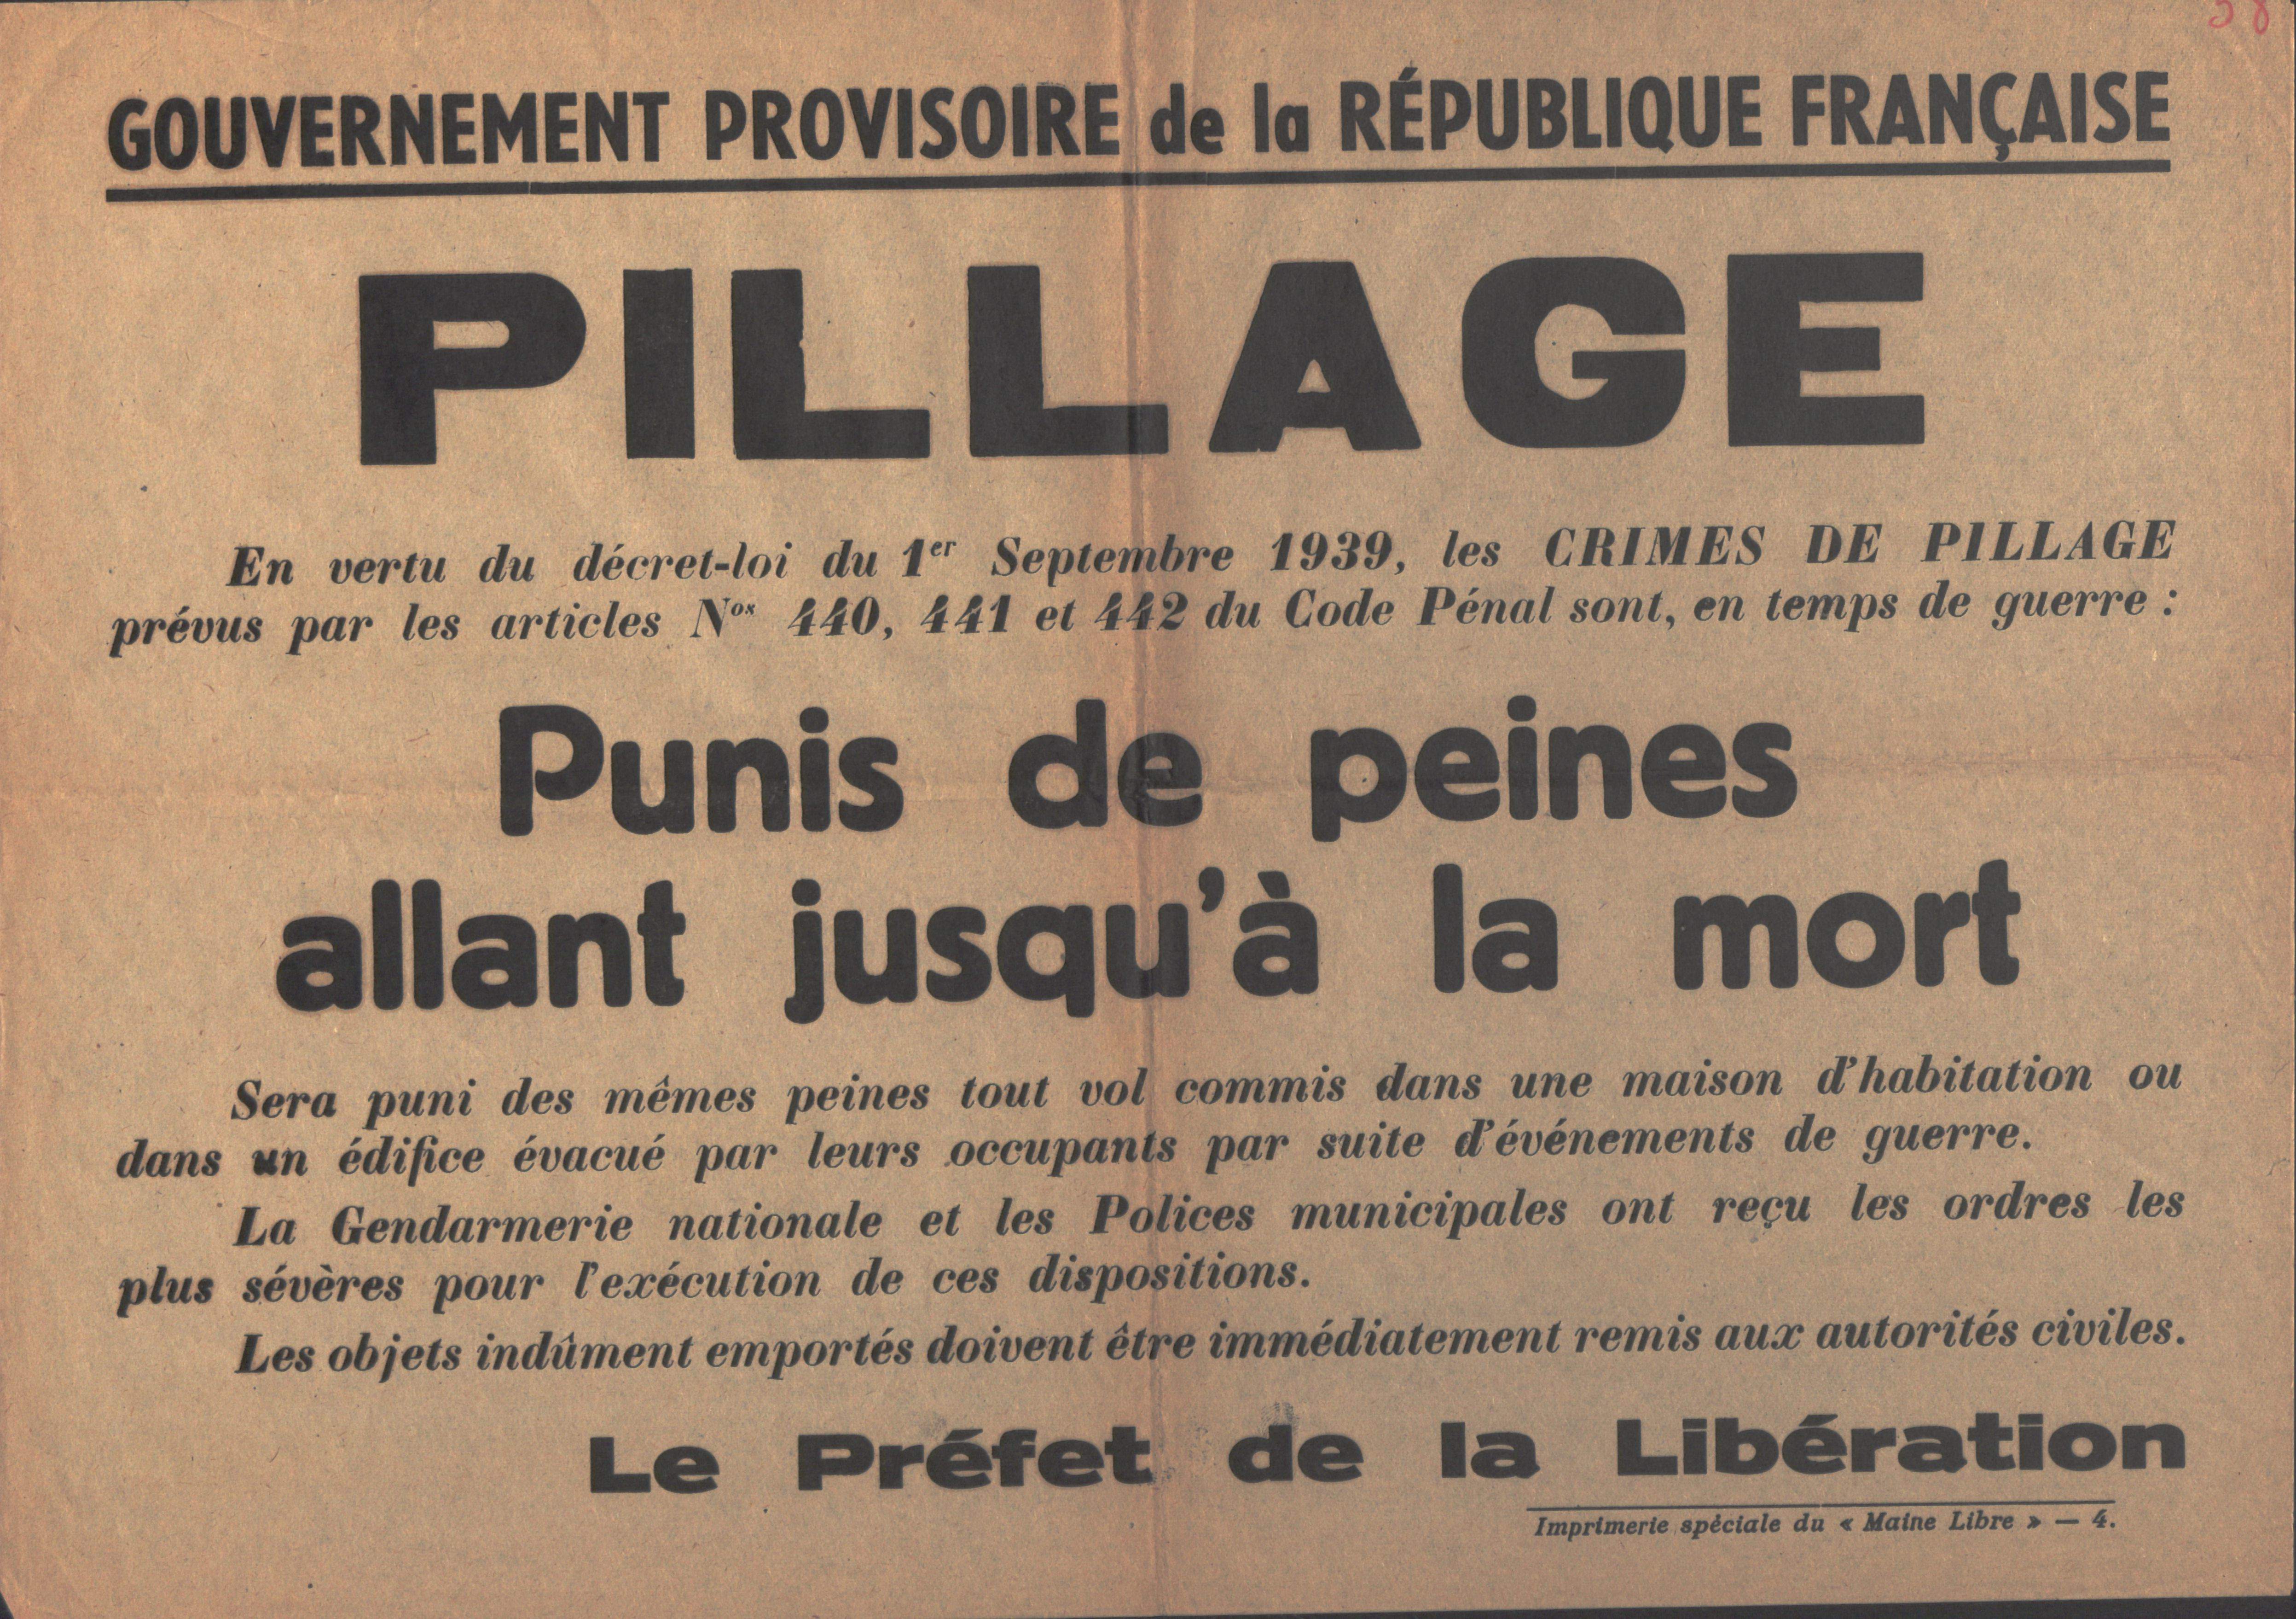 38
GOUVERNEMENT PROVISOIRE de la RÉPUBLIQUE FRANÇAISE
PILLAGE
En vertu du décret-loi du 1er Septembre 1939, les CRIMES DE PILLAGE
prévus par les articles Nos 440, 441 et 442 du Code Pénal sont, en temps de guerre :
Punis de peines
allant jusqu'à la mort
Sera puni des mêmes peines tout vol commis dans une maison d'habitation ou
dans un édifice évacué par leurs occupants par suite d'événements de guerre.
La Gendarmerie nationale et les Polices municipales ont reçu les ordres les
plus sévères pour l'exécution de ces dispositions.
Les objets indûment emportés doivent être immédiatement remis aux autorités civiles.
Le Préfet de la Libération
Imprimerie spéciale du « Maine Libre » — 4.